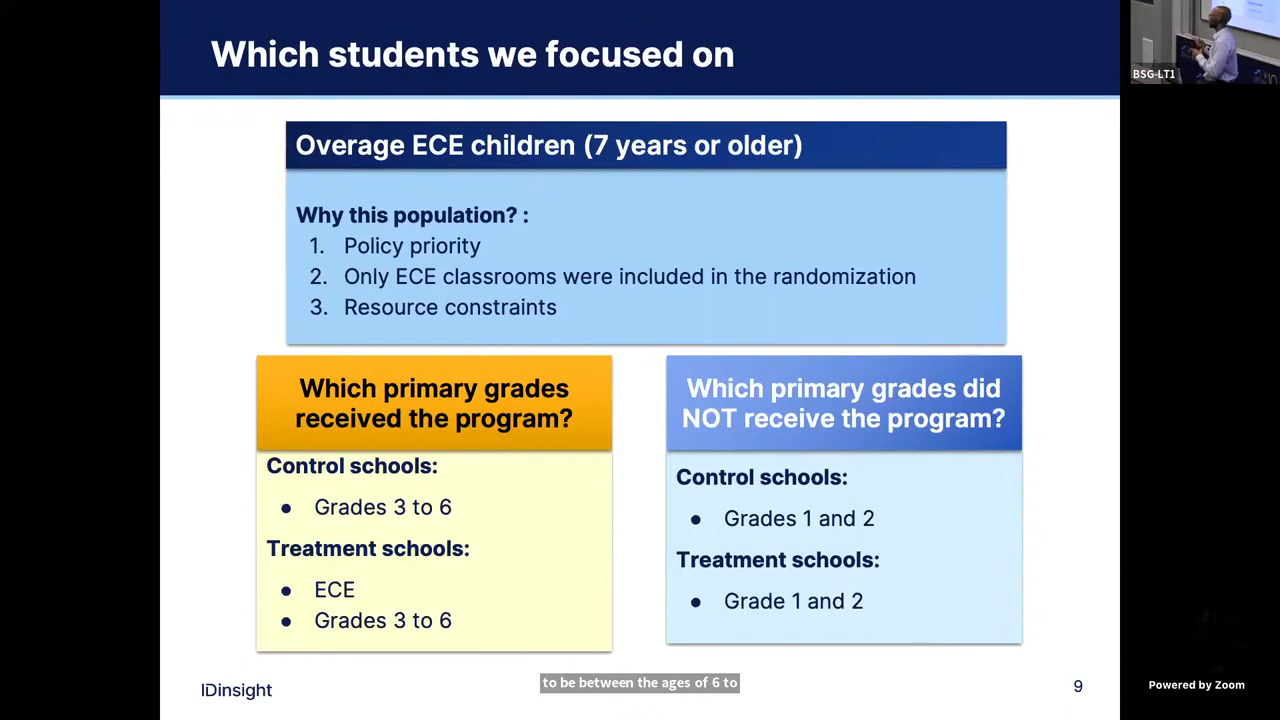 Which students we focused on
BSG-LT1
Overage ECE children (7 years or older)
Why this population? :
1. Policy priority
2. Only ECE classrooms were included in the randomization
3. Resource constraints
Which primary grades
received the program?
Control schools:
● Grades 3 to 6
Treatment schools:
● ECE
● Grades 3 to 6
Which primary grades did
NOT receive the program?
Control schools:
● Grades 1 and 2
Treatment schools:
● Grade 1 and 2
IDinsight
to be between the ages of 6 to
9
Powered by Zoom